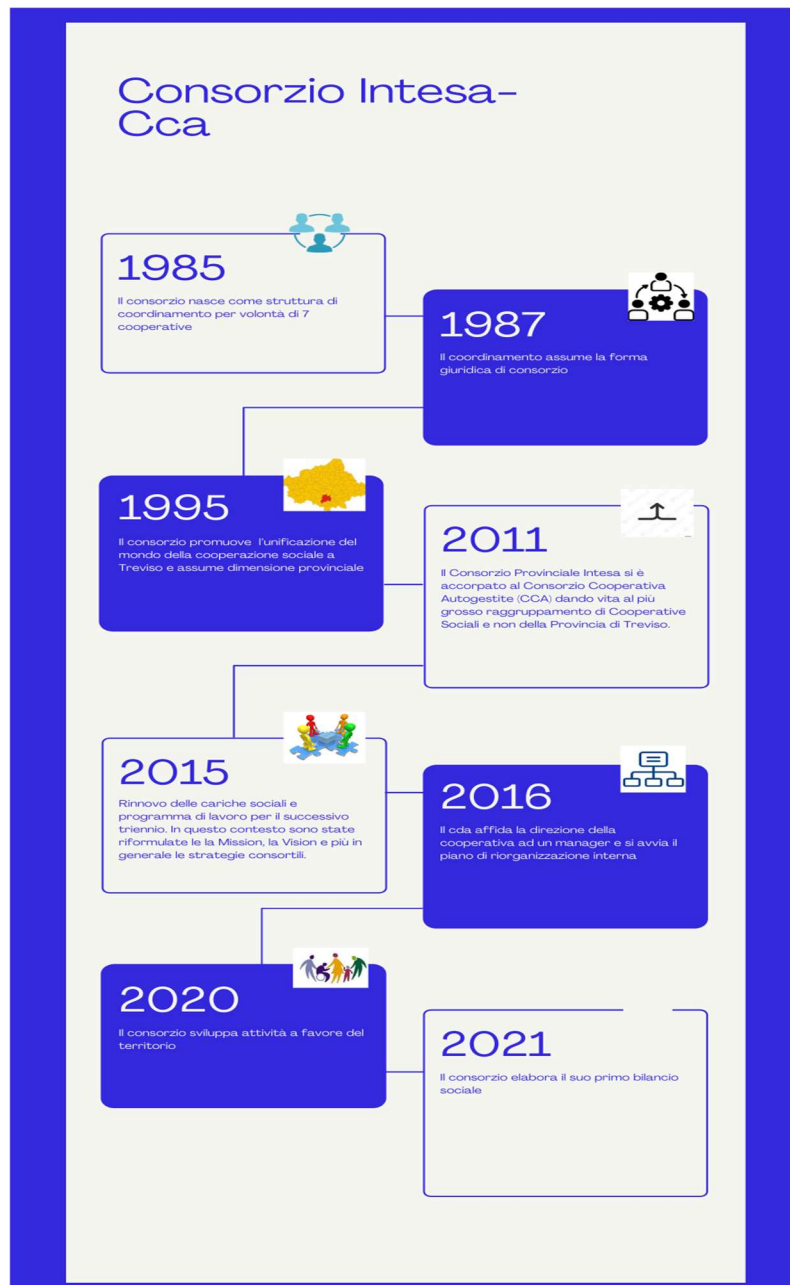 Consorzio Intesa-
Cca
1985
Il consorzio nasce come struttura di
coordinamento per volontà di 7
cooperative
1987
Il coordinamento assume la forma
giuridica di consorzio
1995
Il consorzio promuove l'unificazione del
mondo della cooperazione sociale a
Treviso e assume dimensione provinciale
2011
Il Consorzio Provinciale Intesa si è
accorpato al Consorzio Cooperativa
Autogestite (CCA) dando vita al più
grosso raggruppamento di Cooperative
Sociali e non della Provincia di Treviso.
2015
Rinnovo delle cariche sociali e
programma di lavoro per il successivo
triennio. In questo contesto sono state
riformulate le la Mission, la Vision e più in
generale le strategie consortili.
2016
Il cda affida la direzione della
cooperativa ad un manager e si avvia il
piano di riorganizzazione interna
2020
Il consorzio sviluppa attività a favore del
territorio
2021
Il consorzio elabora il suo primo bilancio
sociale